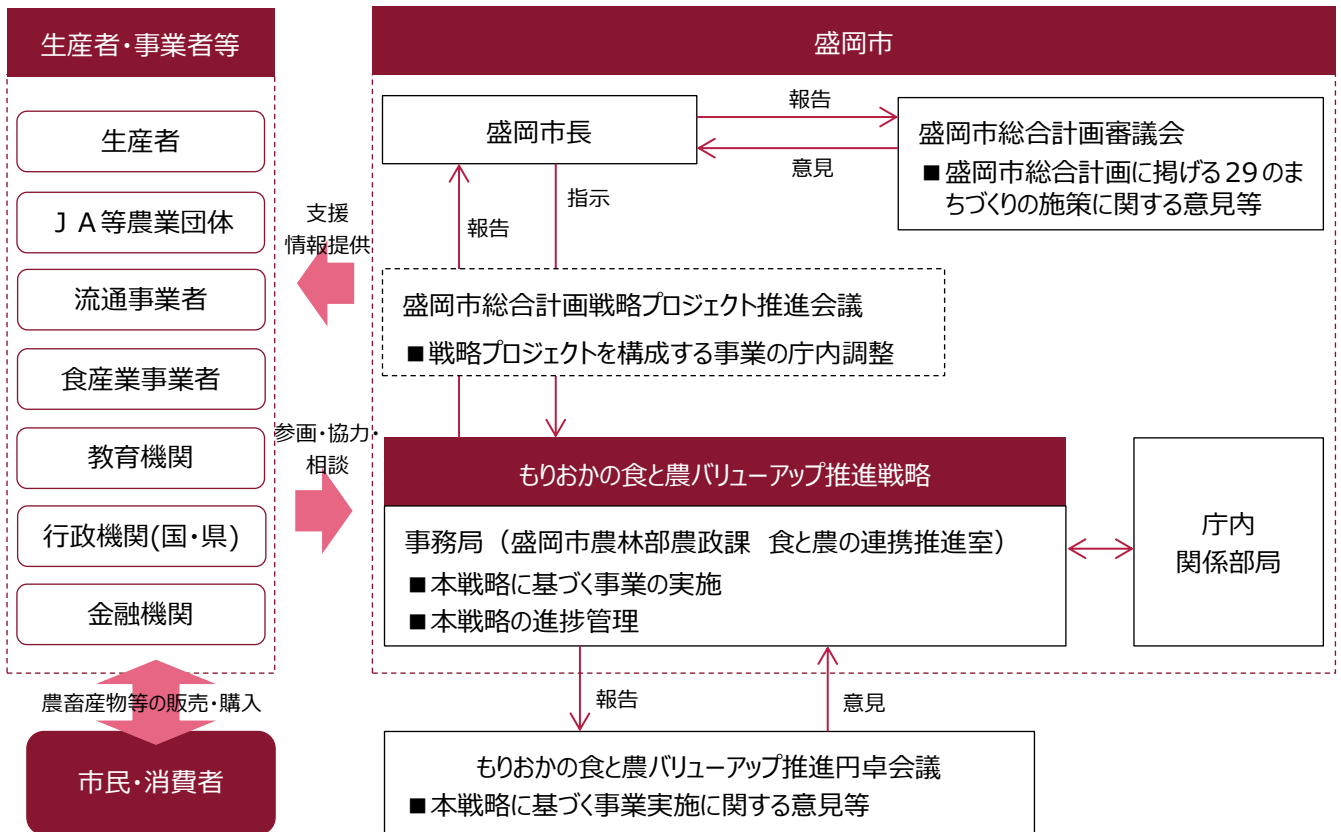 生産者・事業者等
生産者
ＪＡ等農業団体
流通事業者
食産業事業者
教育機関
行政機関(国・県)
金融機関
農畜産物等の販売・購入
市民・消費者
支援
情報提供
参画・協力・
相談
盛岡市
盛岡市長
報告
意見
盛岡市総合計画審議会
■盛岡市総合計画に掲げる29のま
ちづくりの施策に関する意見等
報告
指示
盛岡市総合計画戦略プロジェクト推進会議
■戦略プロジェクトを構成する事業の庁内調整
もりおかの食と農バリューアップ推進戦略
事務局（盛岡市農林部農政課 食と農の連携推進室）
■本戦略に基づく事業の実施
■本戦略の進捗管理
庁内
関係部局
報告
意見
もりおかの食と農バリューアップ推進円卓会議
■本戦略に基づく事業実施に関する意見等